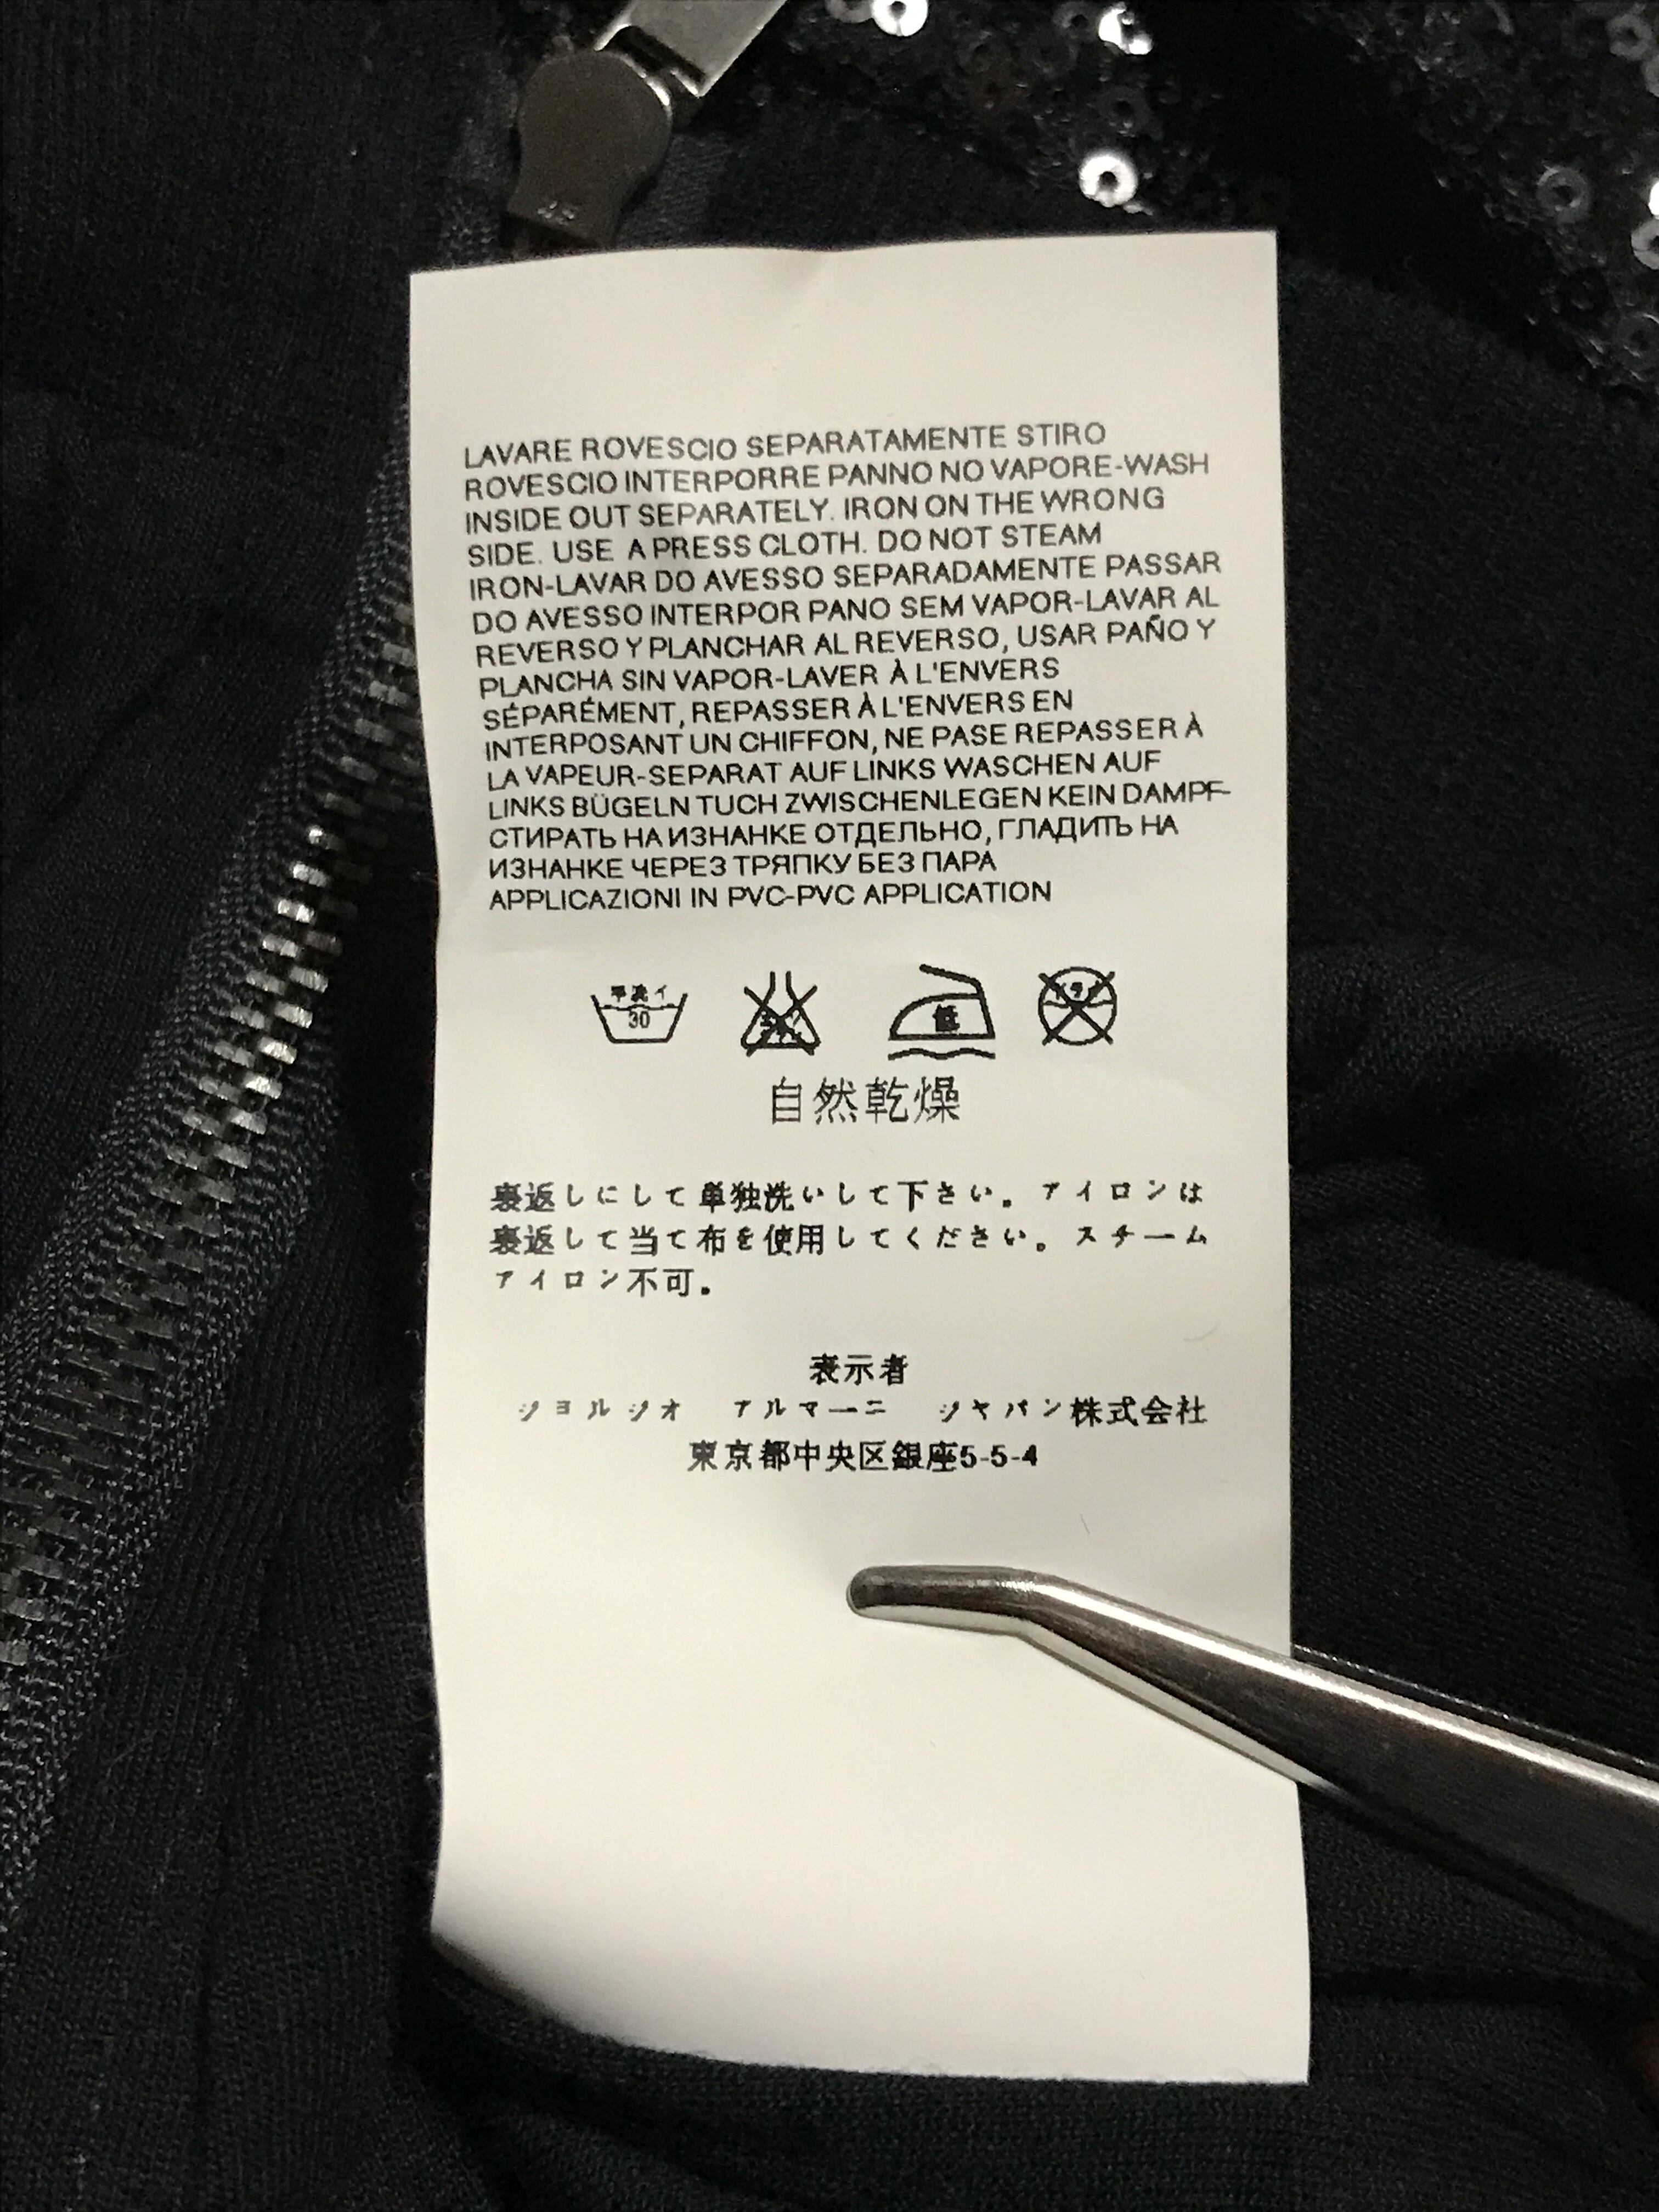 LAVARE ROVESCIO SEPARATAMENTE STIRO
ROVESCIO INTERPORRE PANNO NO VAPORE-WASH
INSIDE OUT SEPARATELY. IRON ON THE WRONG
SIDE. USE A PRESS CLOTH. DO NOT STEAM
IRON-LAVAR DO AVESSO SEPARADAMENTE PASSAR
DO AVESSO INTERPOR PANO SEM VAPOR-LAVAR AL
REVERSO Y PLANCHAR AL REVERSO, USAR PAÑO Y
PLANCHA SIN VAPOR-LAVER À L'ENVERS
SÉPARÉMENT, REPASSER À L'ENVERS EN
INTERPOSANT UN CHIFFON, NE PASE REPASSER À
LA VAPEUR-SEPARAT AUF LINKS WASCHEN AUF
LINKS BÜGELN TUCH ZWISCHENLEGEN KEIN DAMPF-
СТИРАТЬ НА ИЗНАНКЕ ОТДЕЛЬНО, ГЛАДИТЬ НА
ИЗНАНКЕ ЧЕРЕЗ ТРЯПКУ БЕЗ ПАРА
APPLICAZIONI IN PVC-PVC APPLICATION
手洗イ
30
低
自然乾燥
裏返しにして単独洗いして下さい。アイロンは
裏返して当て布を使用してください。スチーム
アイロン不可。
表示者
ジョルジオ アルマーニ ジャパン株式会社
東京都中央区銀座5-5-4